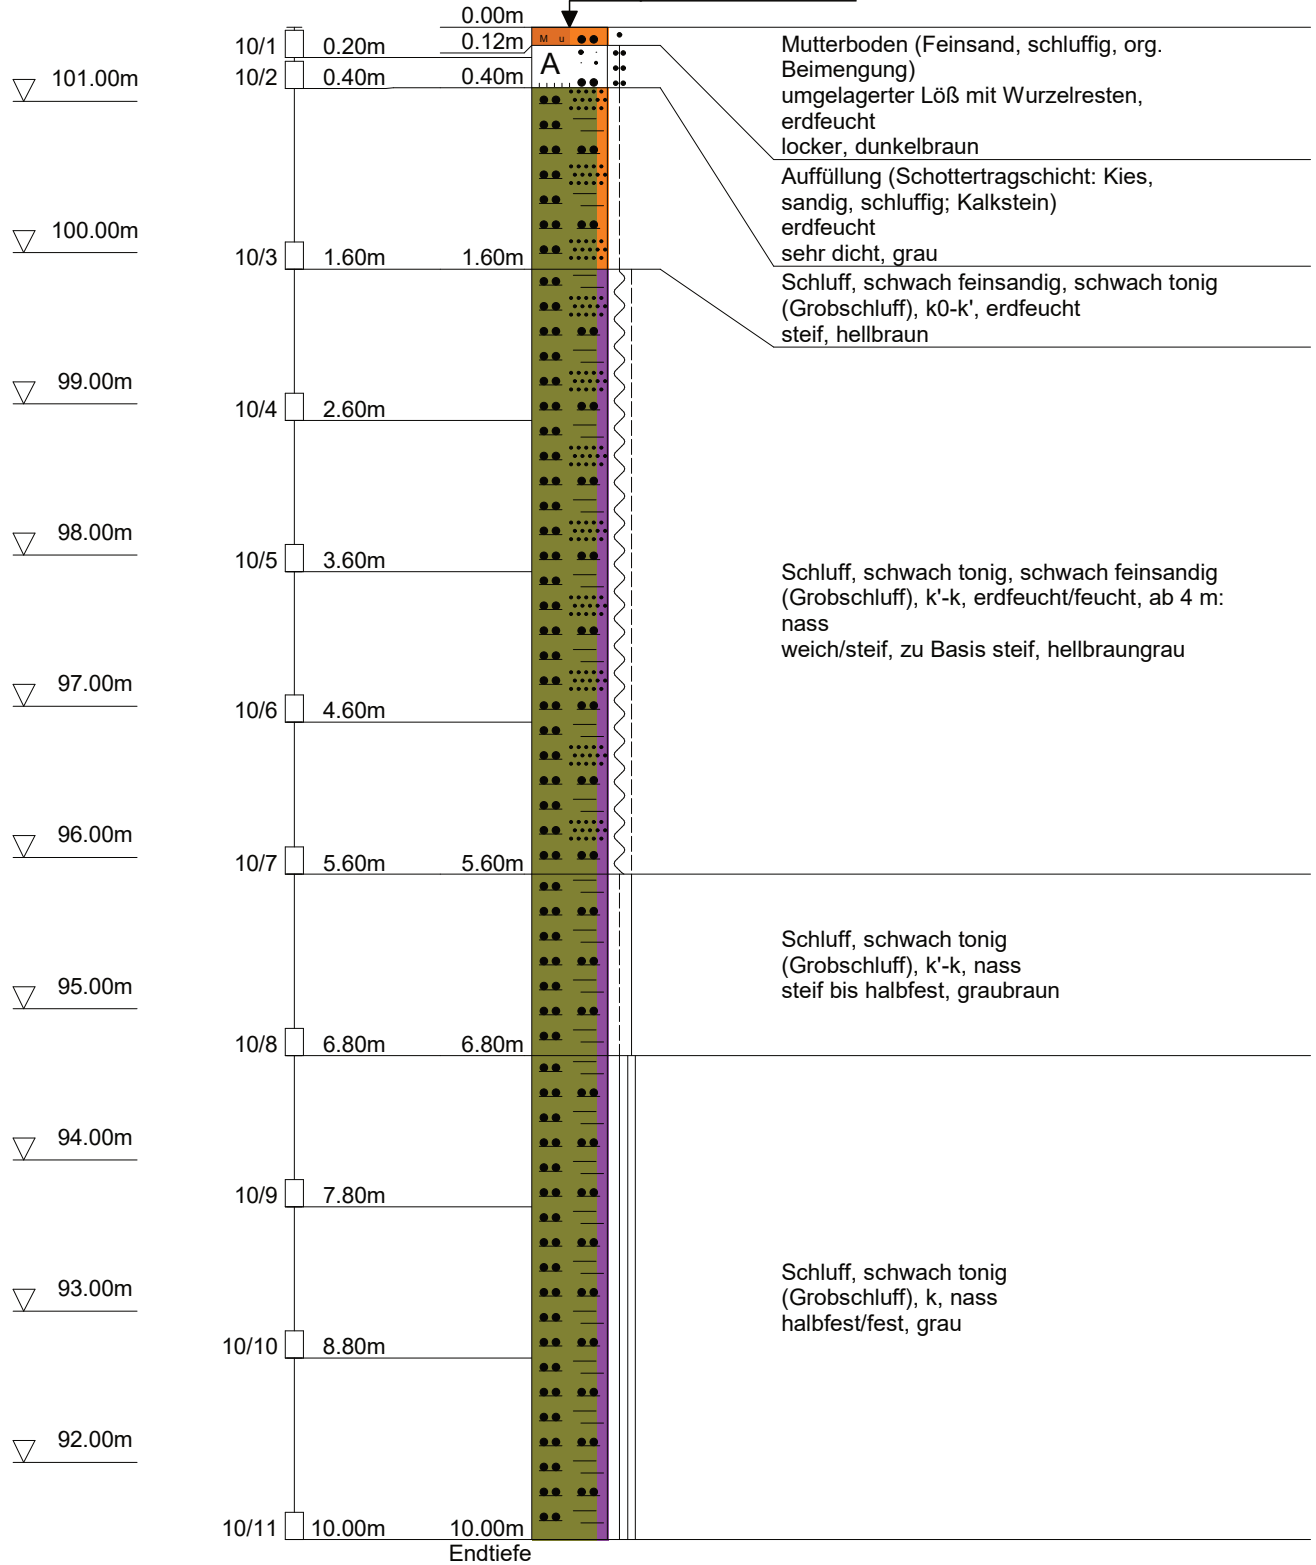 0.00m
10/1 0.20m 0.12m M u
10/2 0.40m 0.40m A
101.00m
Mutterboden (Feinsand, schluffig, org.
Beimengung)
umgelagerter Löß mit Wurzelresten,
erdfeucht
locker, dunkelbraun
Auffüllung (Schottertragschicht: Kies,
sandig, schluffig; Kalkstein)
erdfeucht
sehr dicht, grau
100.00m
10/3 1.60m 1.60m
Schluff, schwach feinsandig, schwach tonig
(Grobschluff), k0-k', erdfeucht
steif, hellbraun
99.00m
10/4 2.60m
98.00m
10/5 3.60m
Schluff, schwach tonig, schwach feinsandig
(Grobschluff), k'-k, erdfeucht/feucht, ab 4 m:
nass
weich/steif, zu Basis steif, hellbraungrau
97.00m
10/6 4.60m
96.00m
10/7 5.60m 5.60m
Schluff, schwach tonig
(Grobschluff), k'-k, nass
steif bis halbfest, graubraun
95.00m
10/8 6.80m 6.80m
94.00m
10/9 7.80m
Schluff, schwach tonig
(Grobschluff), k, nass
halbfest/fest, grau
93.00m
10/10 8.80m
92.00m
10/11 10.00m 10.00m
Endtiefe